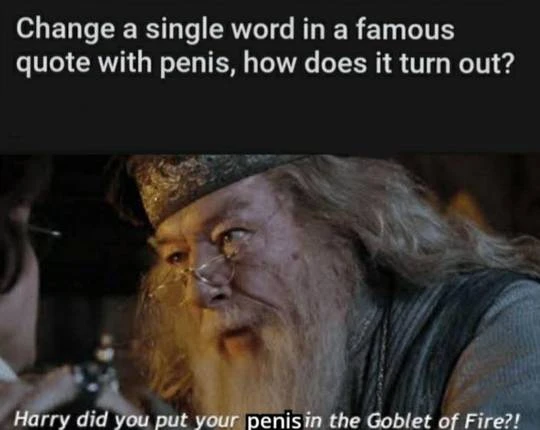 Change a single word in a famous
quote with penis, how does it turn out?
Harry did you put your penis in the Goblet of Fire?!